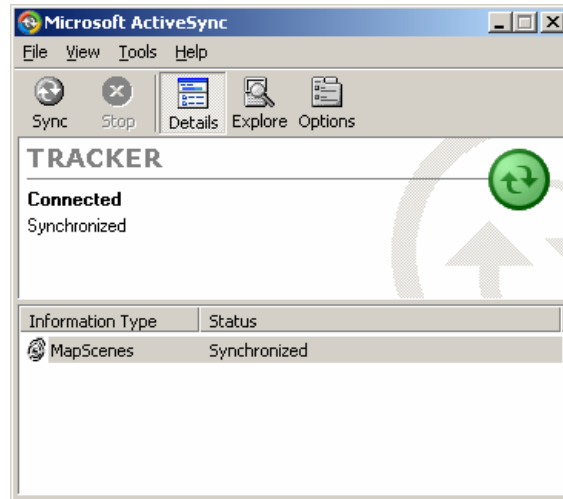 Microsoft ActiveSync
File View Tools Help
Sync Stop Details Explore Options
TRACKER
Connected
Synchronized
Information Type Status
MapScenes Synchronized